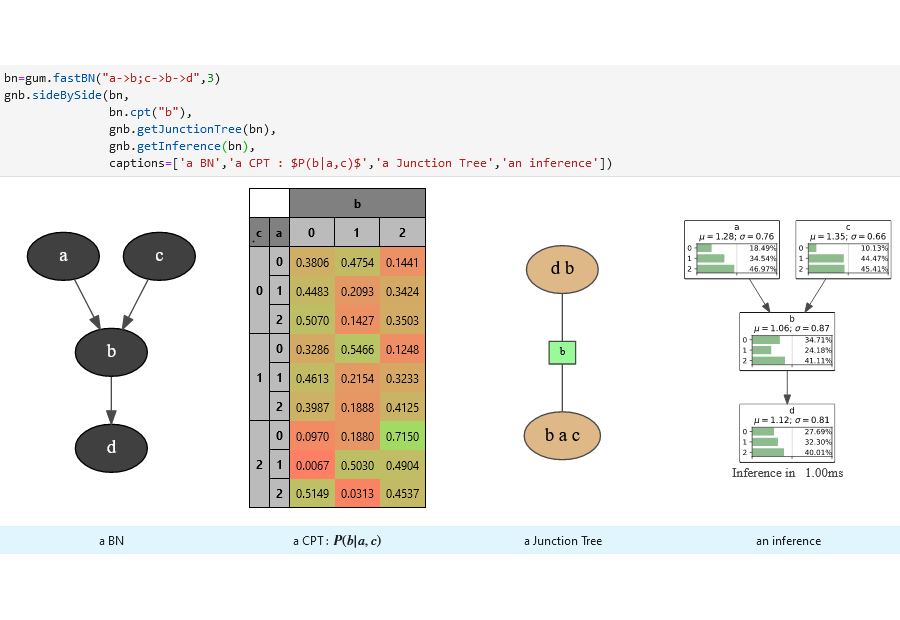 bn=gum.fastBN("a->b;c->b->d",3)
gnb.sideBySide(bn,
bn.cpt("b"),
gnb.getJunctionTree(bn),
gnb.getInference(bn),
captions=['a BN','a CPT : $P(b|a,c)$','a Junction Tree','an inference'])
a
c
b
d
b
c a 0 1 2
0 0 0.3806 0.4754 0.1441
1 0.4483 0.2093 0.3424
2 0.5070 0.1427 0.3503
1 0 0.3286 0.5466 0.1248
1 0.4613 0.2154 0.3233
2 0.3987 0.1888 0.4125
2 0 0.0970 0.1880 0.7150
1 0.0067 0.5030 0.4904
2 0.5149 0.0313 0.4537
d b
b
b a c
a
μ = 1.28; σ = 0.76
0 18.49%
1 34.54%
2 46.97%
c
μ = 1.35; σ = 0.66
0 10.13%
1 44.47%
2 45.41%
b
μ = 1.06; σ = 0.87
0 34.71%
1 24.18%
2 41.11%
d
μ = 1.12; σ = 0.81
0 27.69%
1 32.30%
2 40.01%
Inference in 1.00ms
a BN
a CPT : P(b|a, c)
a Junction Tree
an inference